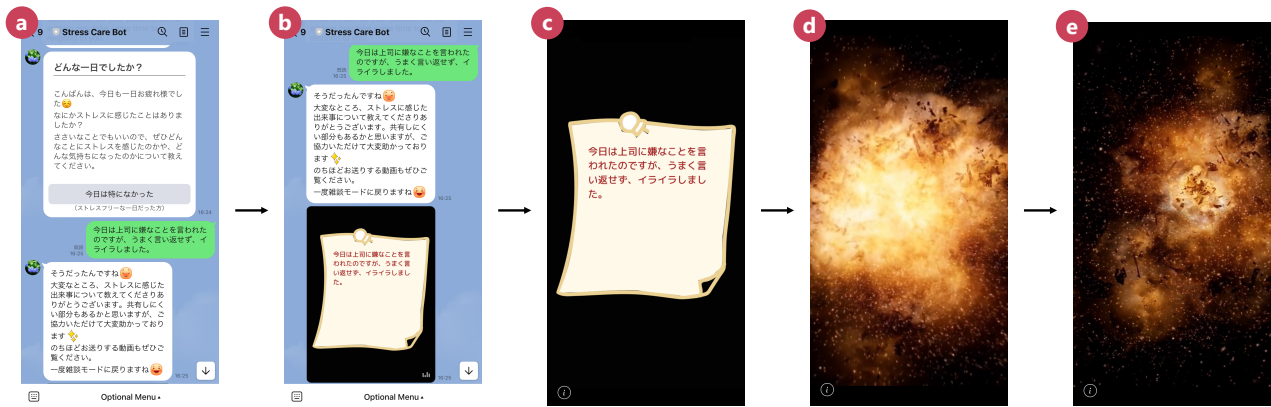 a
9 Stress Care Bot
どんな一日でしたか？
こんばんは、今日も一日お疲れ様でし
た😌
なにかストレスに感じたことはありま
したか？
ささいなことでもいいので、ぜひどん
なことにストレスを感じたのかや、ど
んな気持ちになったのかについて教え
てください。
今日は特になかった
（ストレスフリーな一日だった方）
16:24
今日は上司に嫌なことを言われた
のですが、うまく言い返せず、イ
ライラしました。
既読
16:25
そうだったんですね
大変なところ、ストレスに感じた
出来事について教えてくださりあ
りがとうございます。共有しにく
い部分もあるかと思いますが、ご
協力いただけて大変助かっており
ます✨
のちほどお送りする動画もぜひご
覧ください。
一度雑談モードに戻りますね
16:25
Optional Menu
b
9 Stress Care Bot
今日は上司に嫌なことを言われた
のですが、うまく言い返せず、イ
ライラしました。
既読
16:25
そうだったんですね
大変なところ、ストレスに感じた
出来事について教えてくださりあ
りがとうございます。共有しにく
い部分もあるかと思いますが、ご
協力いただけて大変助かっており
ます✨
のちほどお送りする動画もぜひご
覧ください。
一度雑談モードに戻りますね
16:25
今日は上司に嫌なことを言
われたのですが、うまく言
い返せず、イライラしまし
た。
16:25
Optional Menu
c
今日は上司に嫌なことを言
われたのですが、うまく言
い返せず、イライラしまし
た。
i
d
i
e
i